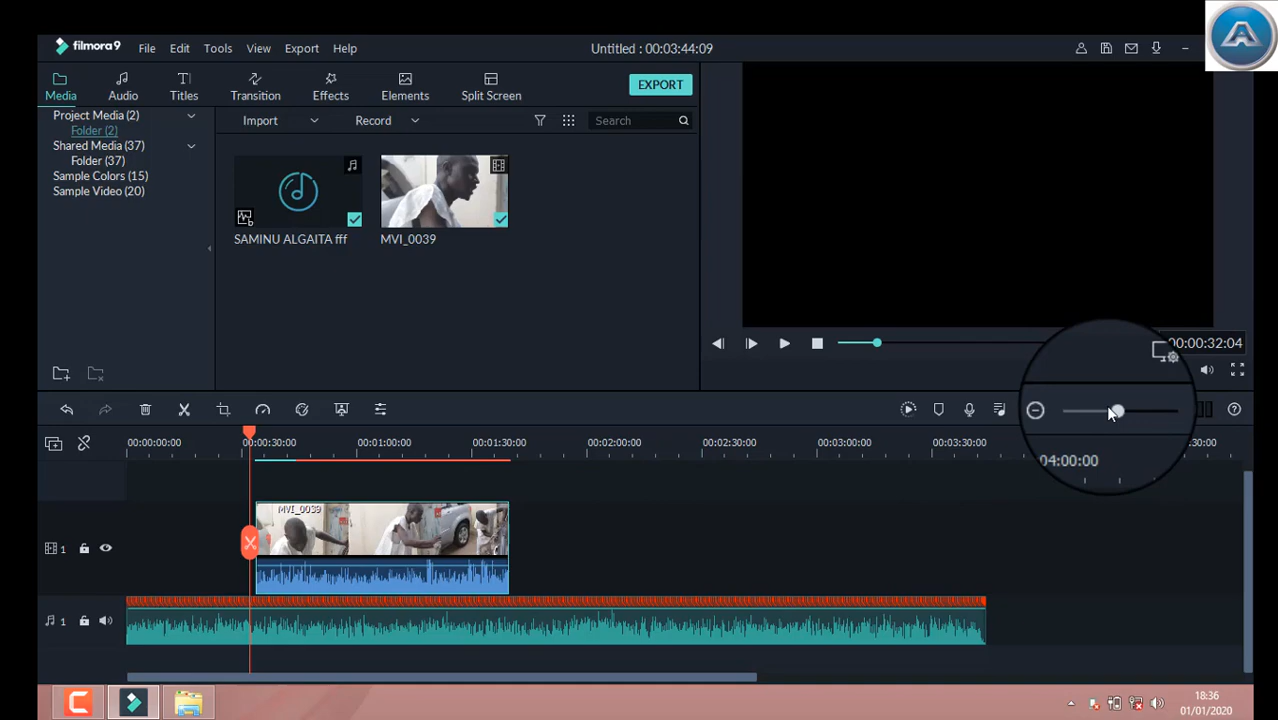 A
filmora9 File Edit Tools View Export Help Untitled : 00:03:44:09
Media Audio Titles Transition Effects Elements Split Screen EXPORT
Project Media (2)
Folder (2)
Shared Media (37)
Folder (37)
Sample Colors (15)
Sample Video (20)
Import Record Search
SAMINU ALGAITA fff MVI_0039
00:00:32:04
00:00:00:00 00:00:30:00 00:01:00:00 00:01:30:00 00:02:00:00 00:02:30:00 00:03:00:00 00:03:30:00 04:00:00 :30:00
MVI_0039
1
1
C
18:36
01/01/2020